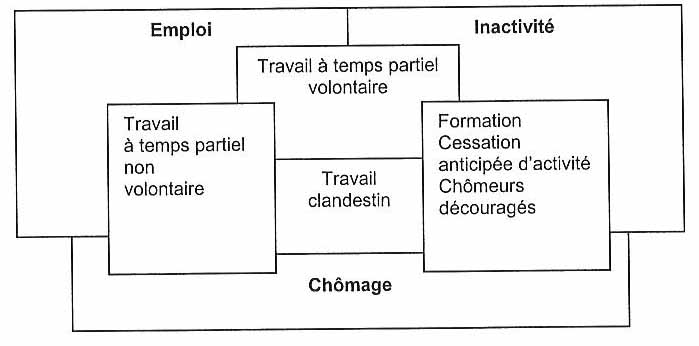 Emploi
Inactivité
Travail à temps partiel
volontaire
Travail
à temps partiel
non
volontaire
Formation
Cessation
anticipée d'activité
Chômeurs
découragés
Travail
clandestin
Chômage